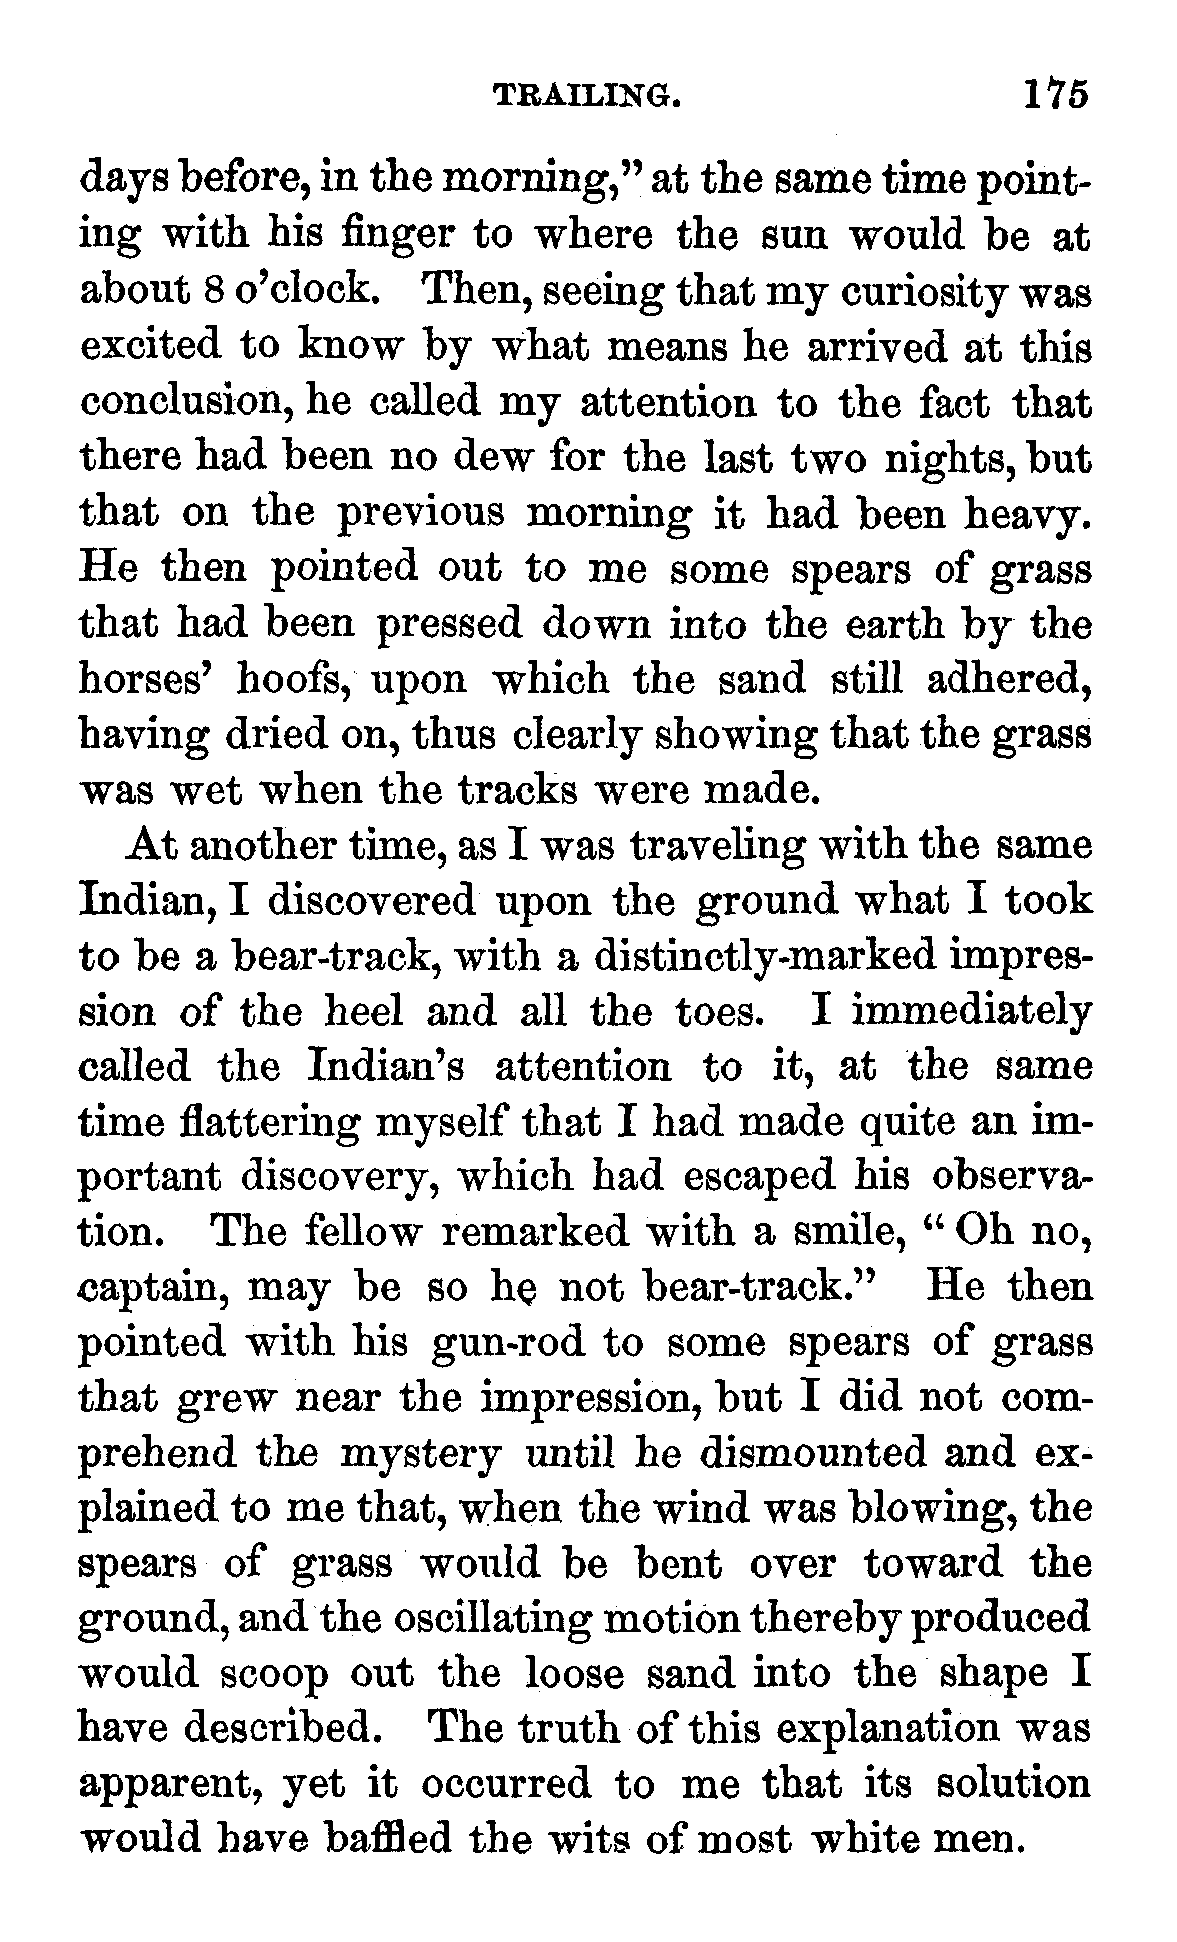 TRAILING. 175
days before, in the morning,” at the same time point-
ing with his finger to where the sun would be at
about 8 o’clock. Then, seeing that my curiosity was
excited to know by what means he arrived at this
conclusion, he called my attention to the fact that
there had been no dew for the last two nights, but
that on the previous morning it had been heavy.
He then pointed out to me some spears of grass
that had been pressed down into the earth by the
horses’ hoofs, upon which the sand still adhered,
having dried on, thus clearly showing that the grass
was wet when the tracks were made.
At another time, as I was traveling with the same
Indian, I discovered upon the ground what I took
to be a bear-track, with a distinctly-marked impres-
sion of the heel and all the toes. I immediately
called the Indian’s attention to it, at the same
time flattering myself that I had made quite an im-
portant discovery, which had escaped his observa-
tion. The fellow remarked with a smile, “Oh no,
captain, may be so he not bear-track.” He then
pointed with his gun-rod to some spears of grass
that grew near the impression, but I did not com-
prehend the mystery until he dismounted and ex-
plained to me that, when the wind was blowing, the
spears of grass would be bent over toward the
ground, and the oscillating motion thereby produced
would scoop out the loose sand into the shape I
have described. The truth of this explanation was
apparent, yet it occurred to me that its solution
would have baffled the wits of most white men.